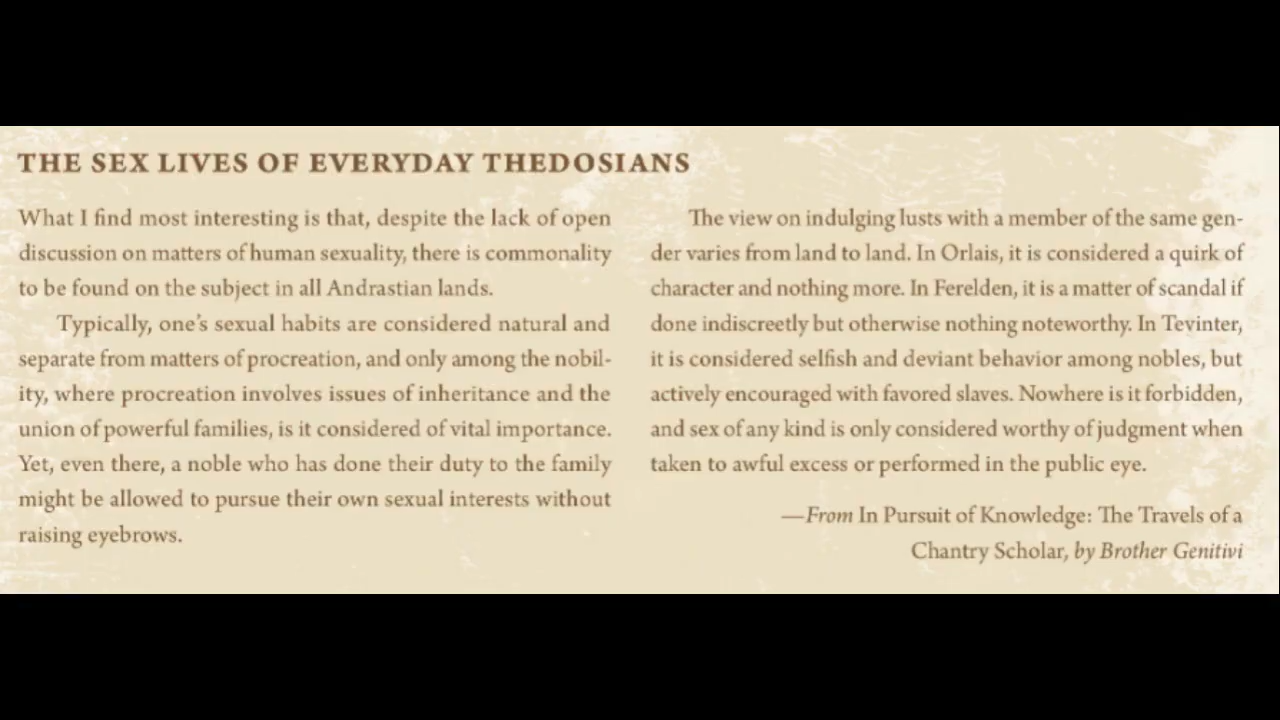 THE SEX LIVES OF EVERYDAY THEDOSIANS
What I find most interesting is that, despite the lack of open
discussion on matters of human sexuality, there is commonality
to be found on the subject in all Andrastian lands.
Typically, one's sexual habits are considered natural and
separate from matters of procreation, and only among the nobil-
ity, where procreation involves issues of inheritance and the
union of powerful families, is it considered of vital importance.
Yet, even there, a noble who has done their duty to the family
might be allowed to pursue their own sexual interests without
raising eyebrows.
The view on indulging lusts with a member of the same gen-
der varies from land to land. In Orlais, it is considered a quirk of
character and nothing more. In Ferelden, it is a matter of scandal if
done indiscreetly but otherwise nothing noteworthy. In Tevinter,
it is considered selfish and deviant behavior among nobles, but
actively encouraged with favored slaves. Nowhere is it forbidden,
and sex of any kind is only considered worthy of judgment when
taken to awful excess or performed in the public eye.
—From In Pursuit of Knowledge: The Travels of a
Chantry Scholar, by Brother Genitivi